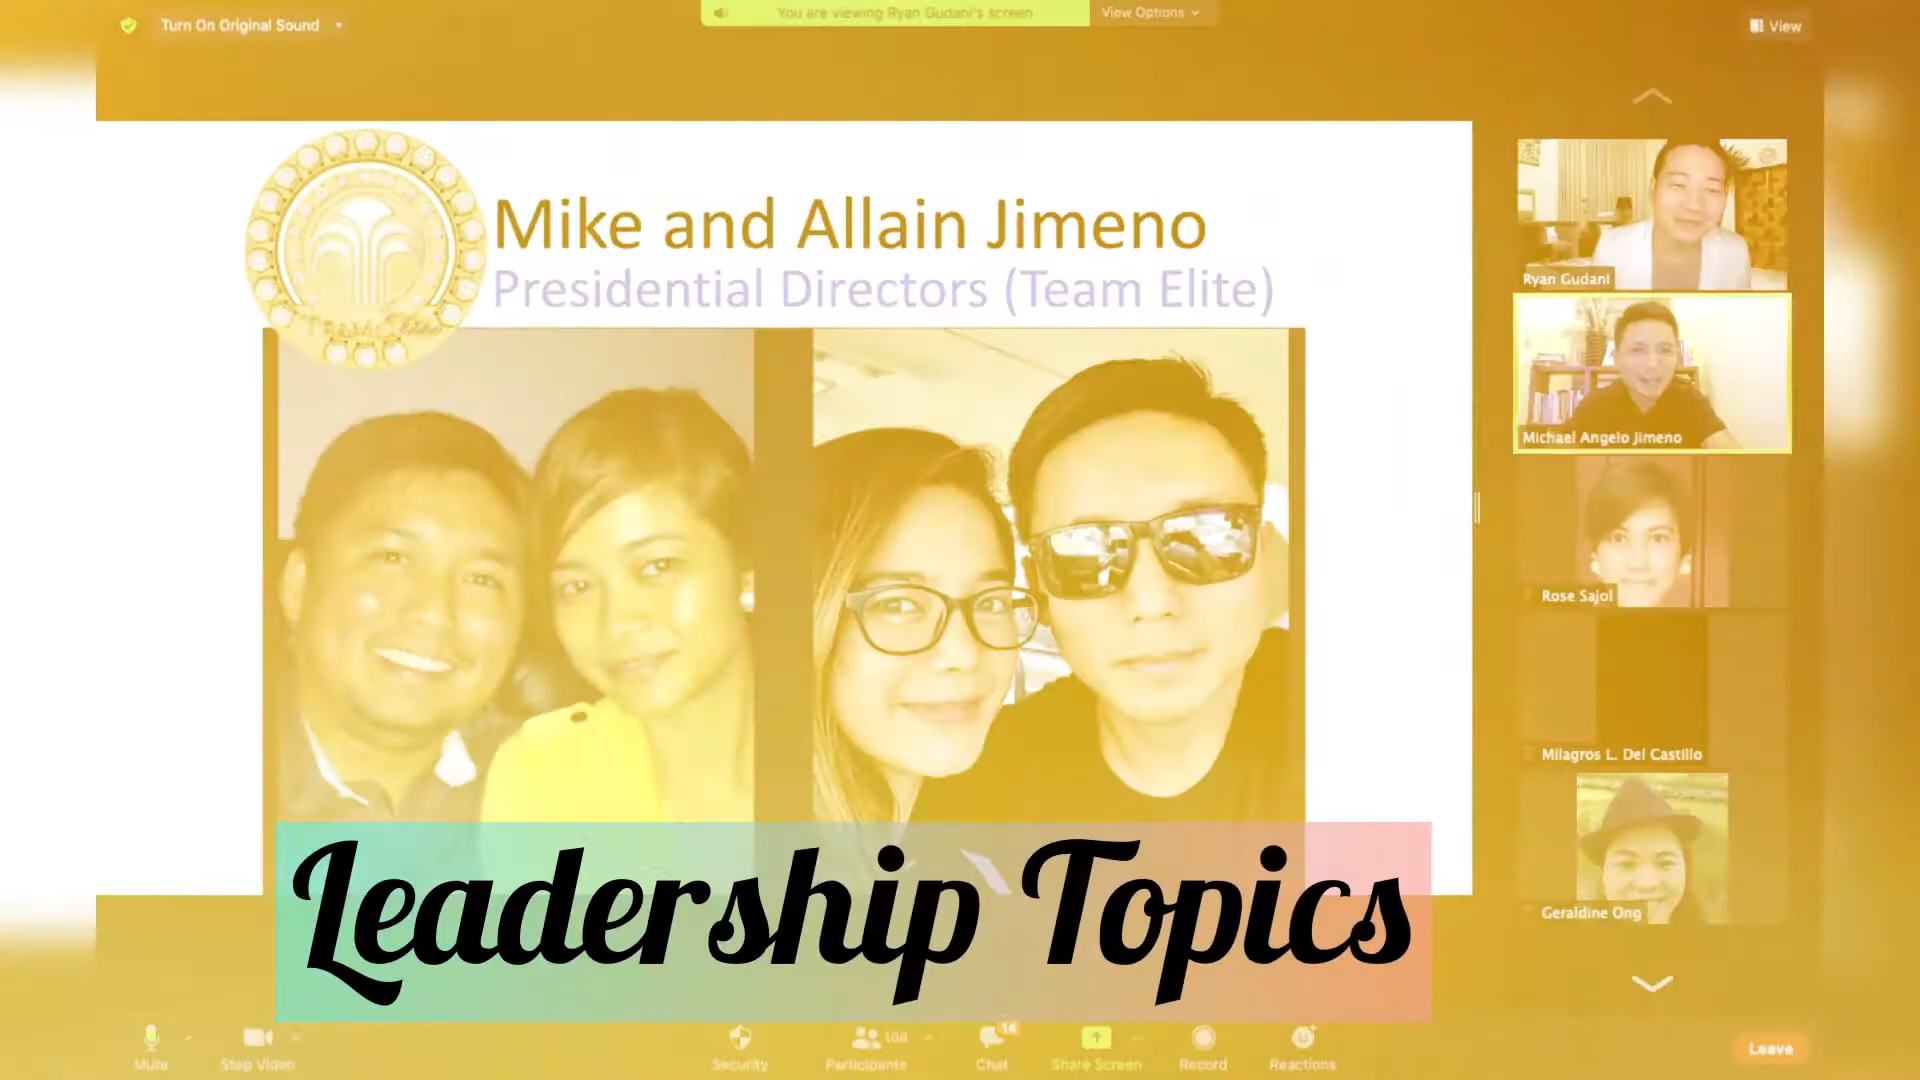 Turn On Original Sound
You are viewing Ryan Gudani's screen
View Options
View
Mike and Allain Jimeno
Presidential Directors (Team Elite)
Ryan Gudani
Michael Angelo Jimeno
Rose Sajol
Milagros L. Del Castillo
Geraldine Ong
Leadership Topics
Mute
Stop Video
Security
Participants
108
Chat
14
Share Screen
Record
Reactions
Leave